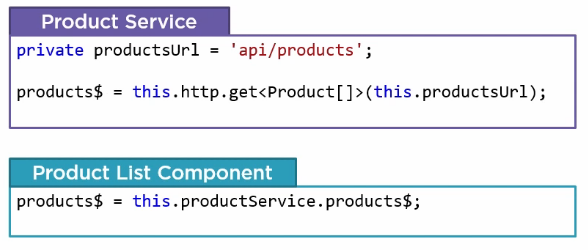 Product Service
private productsUrl = 'api/products';
products$ = this.http.get<Product[]>(this.productsUrl);
Product List Component
products$ = this.productService.products$;